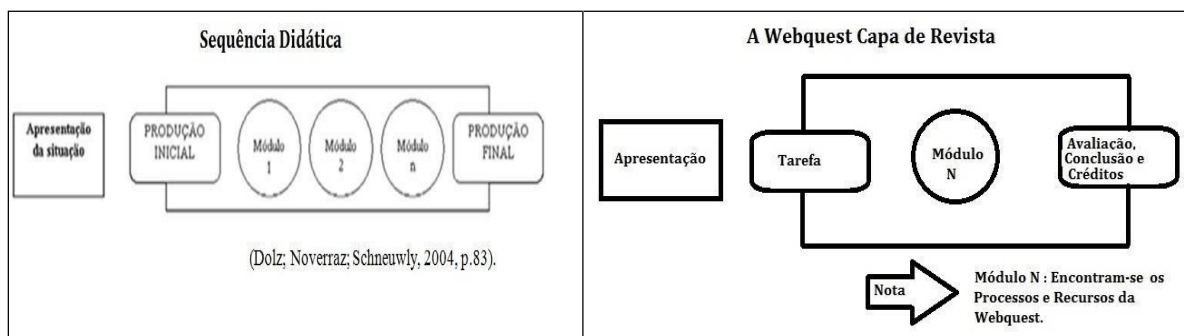 Sequência Didática
Apresentação
da situação
PRODUÇÃO
INICIAL
Módulo
1
Módulo
2
Módulo
n
PRODUÇÃO
FINAL
(Dolz; Noverraz; Schneuwly, 2004, p.83).
A Webquest Capa de Revista
Apresentação
Tarefa
Módulo
N
Avaliação,
Conclusão e
Créditos
Nota
Módulo N : Encontram-se os
Processos e Recursos da
Webquest.